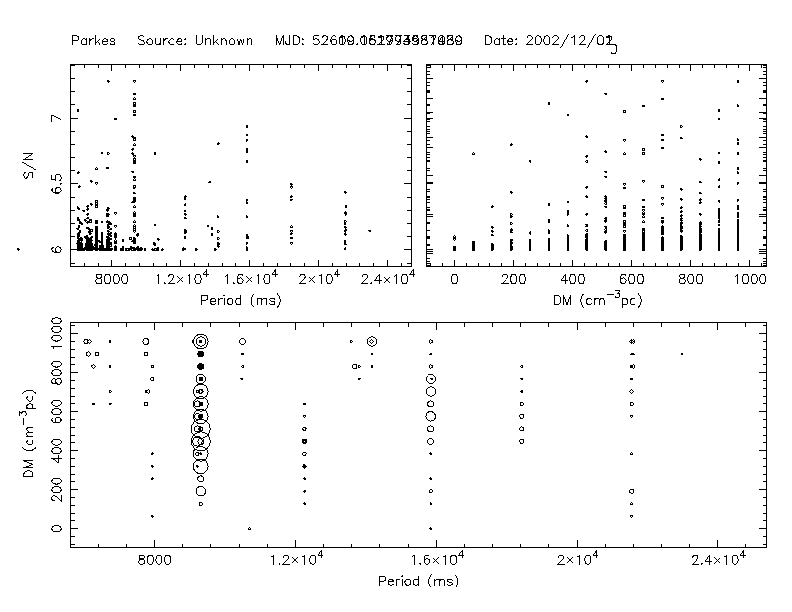 Parkes Source: Unknown MJD: Date: 2002/12/
S/N
7
6.5
6
8000 1.2×10⁴ 1.6×10⁴ 2×10⁴ 2.4×10⁴
Period (ms)
0 200 400 600 800 1000
DM (cm⁻³pc)
DM (cm⁻³pc)
1000
800
600
400
200
0
8000 1.2×10⁴ 1.6×10⁴ 2×10⁴ 2.4×10⁴
Period (ms)